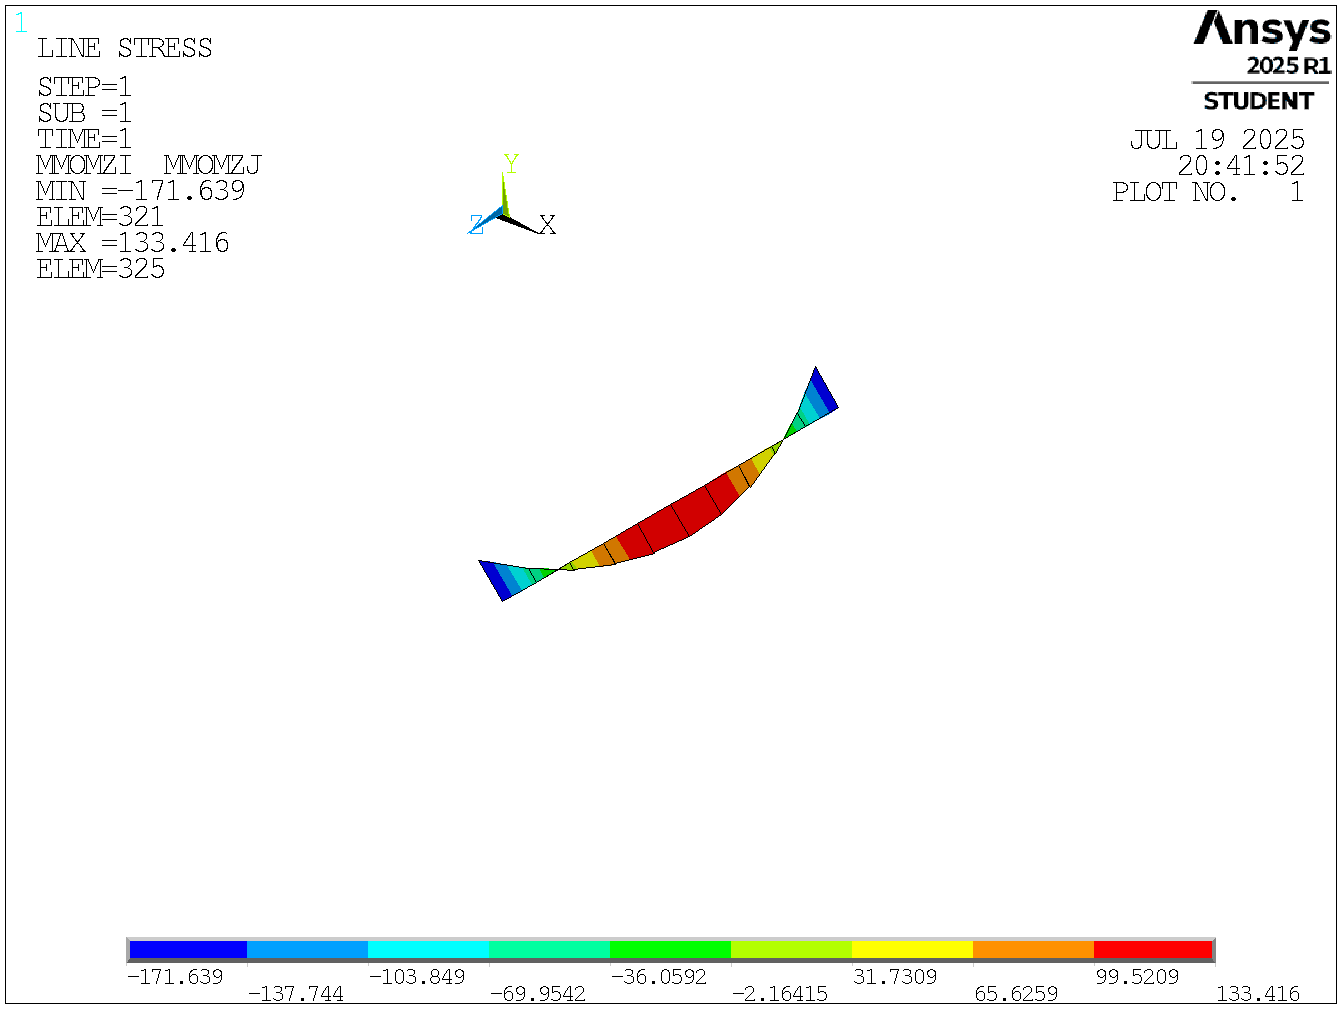 1
LINE STRESS
STEP=1
SUB =1
TIME=1
MMOMZI  MMOMZJ
MIN =-171.639
ELEM=321
MAX =133.416
ELEM=325
Ansys
2025 R1
STUDENT
JUL 19 2025
20:41:52
PLOT NO.   1
Y
Z
X
-171.639
-137.744
-103.849
-69.9542
-36.0592
-2.16415
31.7309
65.6259
99.5209
133.416